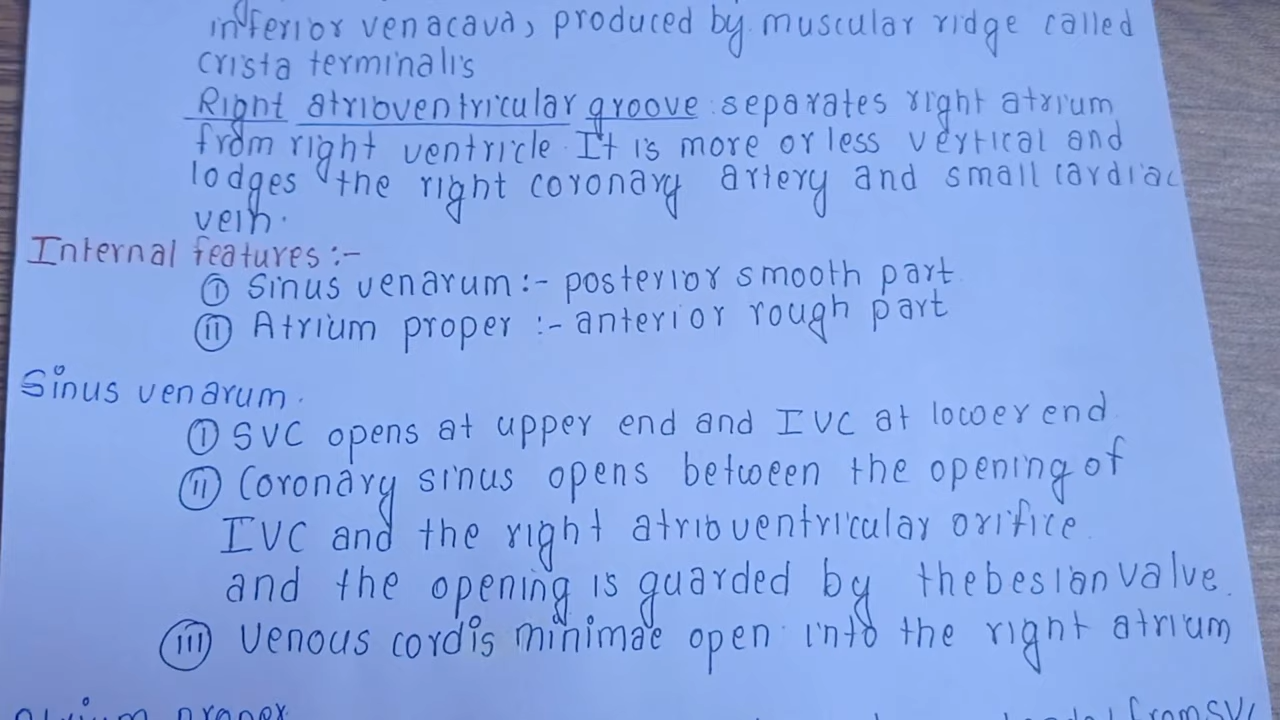 inferior venacava, produced by muscular ridge called
crista terminalis
Right atrioventricular groove separates right atrium
from right ventricle. It is more or less vertical and
lodges the right coronary artery and small cardiac
vein.
Internal features :-
(I) Sinus venarum :- posterior smooth part
(II) Atrium proper :- anterior rough part
Sinus venarum.
(I) SVC opens at upper end and IVC at lower end
(II) Coronary sinus opens between the opening of
IVC and the right atrioventricular orifice
and the opening is guarded by thebesian valve.
(III) Venous cordis minimae open into the right atrium
Atrium proper from SVC